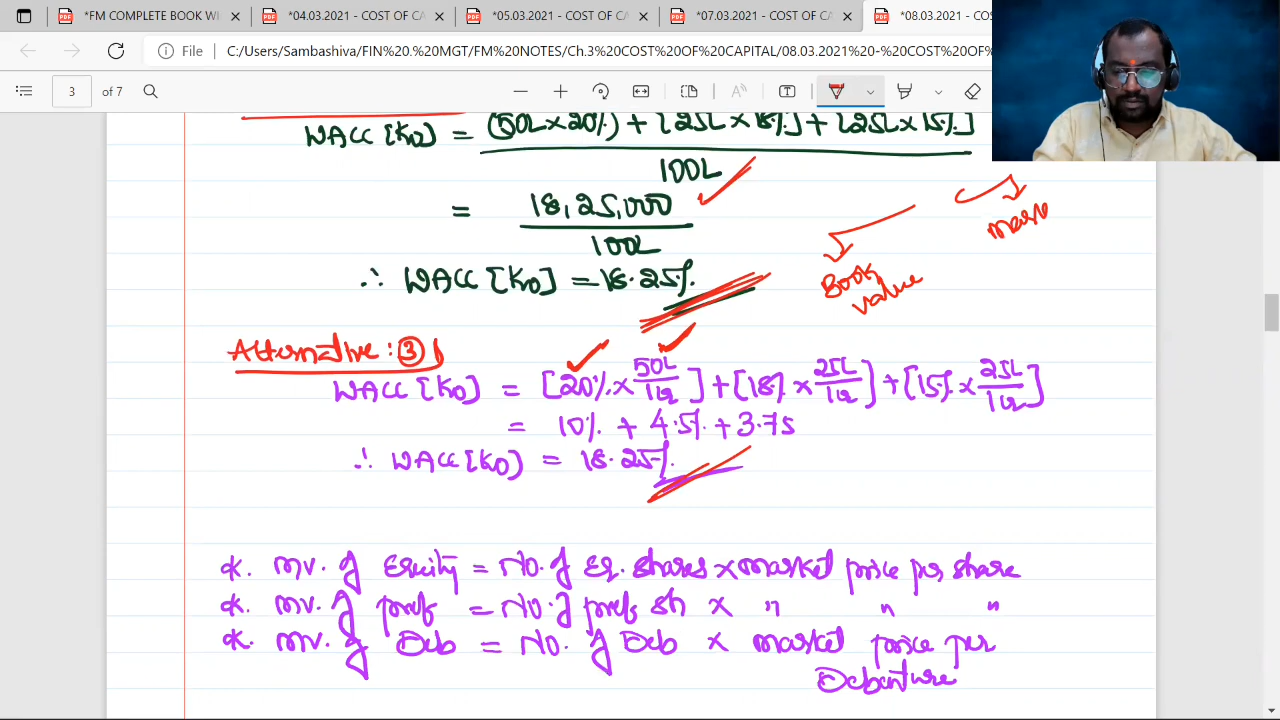 *FM COMPLETE BOOK WI *04.03.2021 - COST OF CA *05.03.2021 - COST OF CA *07.03.2021 - COST OF CA *08.03.2021 - COST OF
File C:/Users/Sambashiva/FIN%20.%20MGT/FM%20NOTES/Ch.3%20COST%20OF%20CAPITAL/08.03.2021%20-%20COST%20OF%
3 of 7
WACC [Ko] = (50L×20%) + [25L×18%] + [25L×15%]
100L
= 18,25,000
100L
∴ WACC [Ko] = 18.25%
Book value
mark
Alternative: ③
WACC [Ko] = [20% × 50L/1cr] + [18% × 25L/1cr] + [15% × 25L/1cr]
= 10% + 4.5% + 3.75
∴ WACC [Ko] = 18.25%
*. mv. of Equity = No. of Eq. shares × market price per share
*. mv. of pref = No. of pref sh × " " "
*. mv. of Deb = No. of Deb × market price per
Debenture